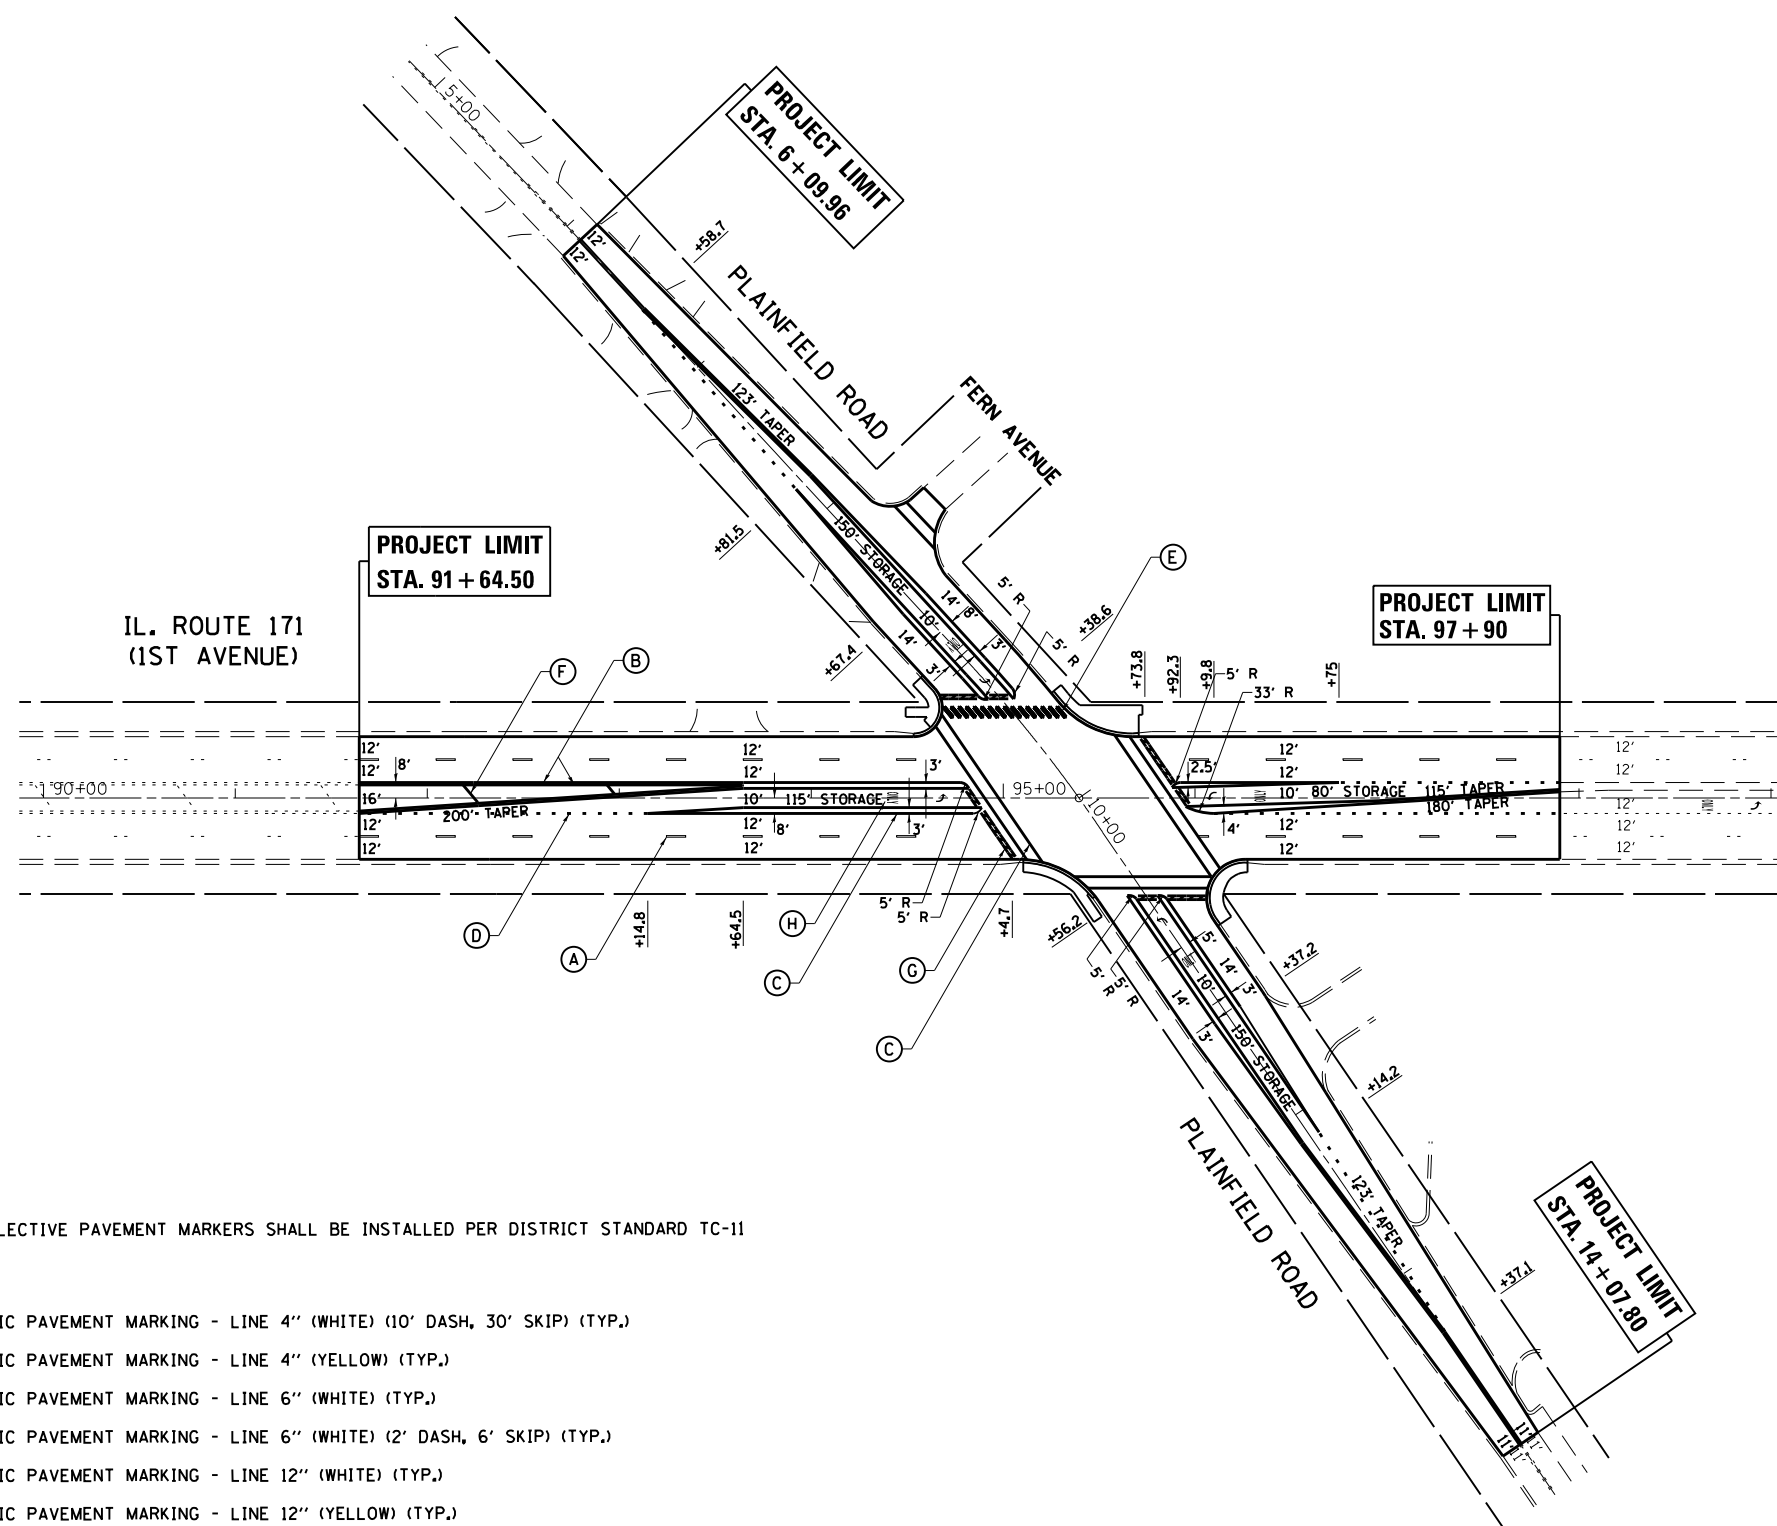 15+00
PROJECT LIMIT
STA. 6+09.96
12'
12'
+58.7
PLAINFIELD ROAD
FERN AVENUE
123' TAPER
150' STORAGE
+81.5
+67.4
14'
8'
10'
14'
3'
3'
5' R
5' R
+38.6
E
PROJECT LIMIT
STA. 91+64.50
PROJECT LIMIT
STA. 97+90
IL. ROUTE 171
(1ST AVENUE)
F
B
+73.8
+92.3
+9.8
+75
5' R
33' R
12'
12'
8'
12'
12'
3'
2.5'
12'
12'
12'
12'
90+00
16'
200' TAPER
10'
115' STORAGE
ONLY
95+00
10+00
ONLY
10'
80' STORAGE
115' TAPER
180' TAPER
12'
12'
12'
8'
12'
3'
4'
12'
12'
12'
12'
5' R
5' R
D
A
+14.8
+64.5
H
C
G
C
+4.7
+56.2
5' R
5' R
5'
14'
3'
10'
14'
3'
+37.2
150' STORAGE
+14.2
PLAINFIELD ROAD
123' TAPER
+37.1
PROJECT LIMIT
STA. 14+07.80
11'
11'
11'
11'
LECTIVE PAVEMENT MARKERS SHALL BE INSTALLED PER DISTRICT STANDARD TC-11
IC PAVEMENT MARKING - LINE 4" (WHITE) (10' DASH, 30' SKIP) (TYP.)
IC PAVEMENT MARKING - LINE 4" (YELLOW) (TYP.)
IC PAVEMENT MARKING - LINE 6" (WHITE) (TYP.)
IC PAVEMENT MARKING - LINE 6" (WHITE) (2' DASH, 6' SKIP) (TYP.)
IC PAVEMENT MARKING - LINE 12" (WHITE) (TYP.)
IC PAVEMENT MARKING - LINE 12" (YELLOW) (TYP.)